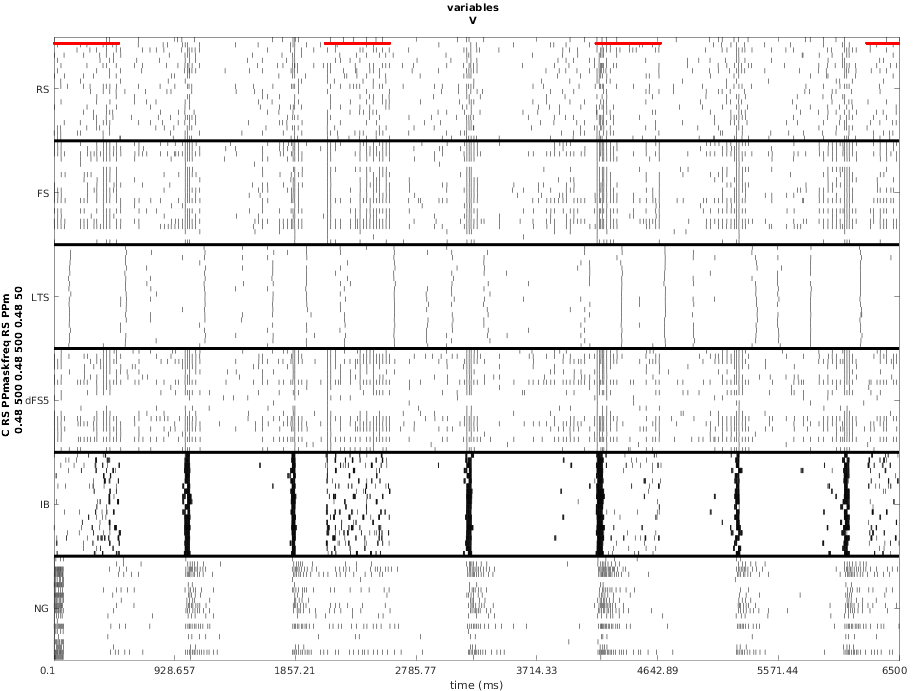 variables
V
RS
FS
LTS
dFS5
IB
NG
C RS PPmaskfreq RS PPm
0.48 500 0.48 500 0.48 50
0.1 928.657 1857.21 2785.77 3714.33 4642.89 5571.44 6500
time (ms)